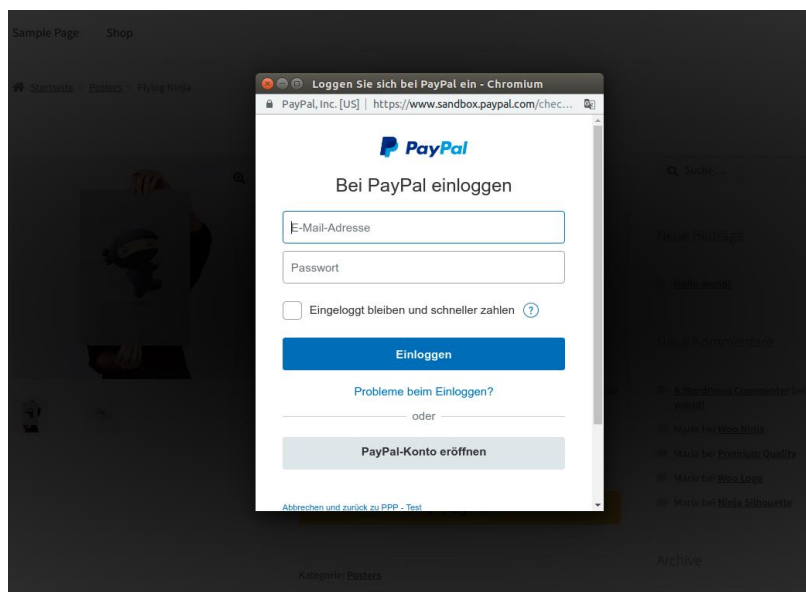 Sample Page Shop
Startseite Posters Flying Ninja
Loggen Sie sich bei PayPal ein - Chromium
PayPal, Inc. [US] | https://www.sandbox.paypal.com/chec...
PayPal
Bei PayPal einloggen
E-Mail-Adresse
Passwort
Eingeloggt bleiben und schneller zahlen ?
Einloggen
Probleme beim Einloggen?
oder
PayPal-Konto eröffnen
Abbrechen und zurück zu PPP - Test
Kategorie: Posters
Suche...
Neue Beiträge
Hello world!
Neue Kommentare
A WordPress Commenter
world!
Maria bei Woo Ninja
Maria bei Premium Quality
Maria bei Woo Logo
Maria bei Ninja Silhouette
Archive